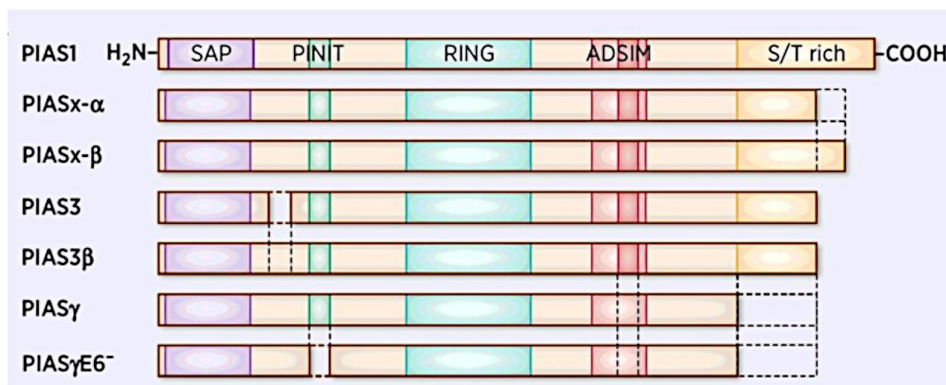 PIAS1 H₂N– SAP PINIT RING ADSIM S/T rich –COOH
PIASx-α
PIASx-β
PIAS3
PIAS3β
PIASγ
PIASγE6⁻